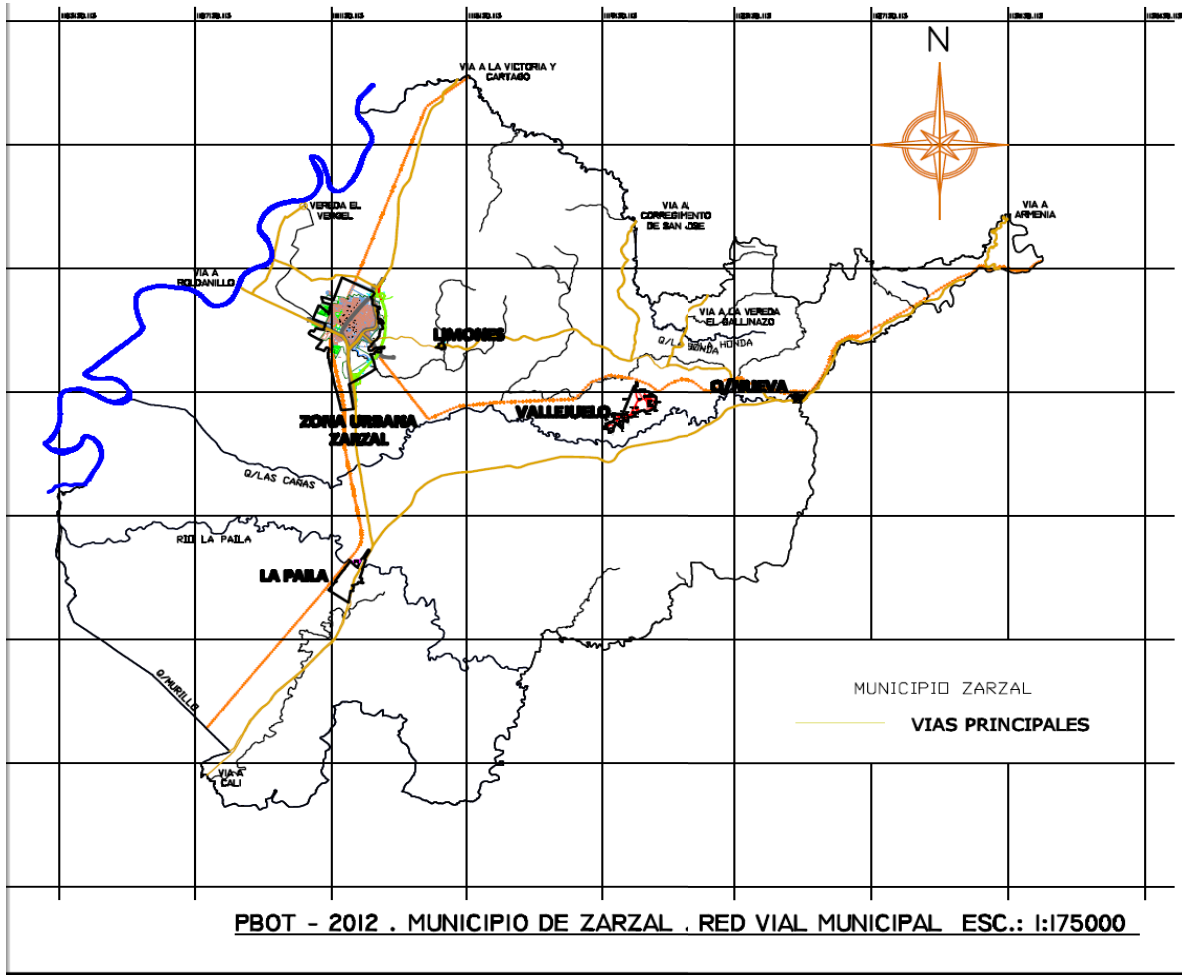 VIA A LA VICTORIA Y
CARTAGO
N
VEREDA EL
VERGEL
VIA A
CORREGIMIENTO
DE SAN JOSE
VIA A
ARMENIA
VIA A
ROLDANILLO
VIA A LA VEREDA
EL GALLINAZO
LIMONES
HONDA
Q/NUEVA
VALLEJUELO
ZONA URBANA
ZARZAL
Q/LAS CAÑAS
RIO LA PAILA
LA PAILA
Q/MURILLO
VIA A
CALI
MUNICIPIO ZARZAL
VIAS PRINCIPALES
PBOT - 2012 . MUNICIPIO DE ZARZAL . RED VIAL MUNICIPAL ESC.: 1:175000